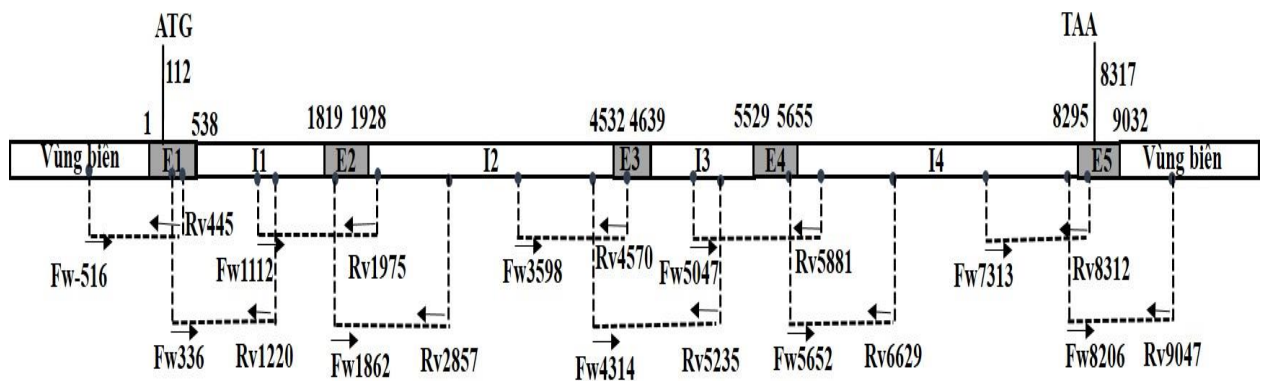 ATG TAA
112 8317
1 538 1819 1928 4532 4639 5529 5655 8295 9032
Vùng biên E1 I1 E2 I2 E3 I3 E4 I4 E5 Vùng biên
Rv445
Fw-516 Fw1112 Rv1975 Fw3598 Rv4570 Fw5047 Rv5881 Fw7313 Rv8312
Fw336 Rv1220 Fw1862 Rv2857 Fw4314 Rv5235 Fw5652 Rv6629 Fw8206 Rv9047